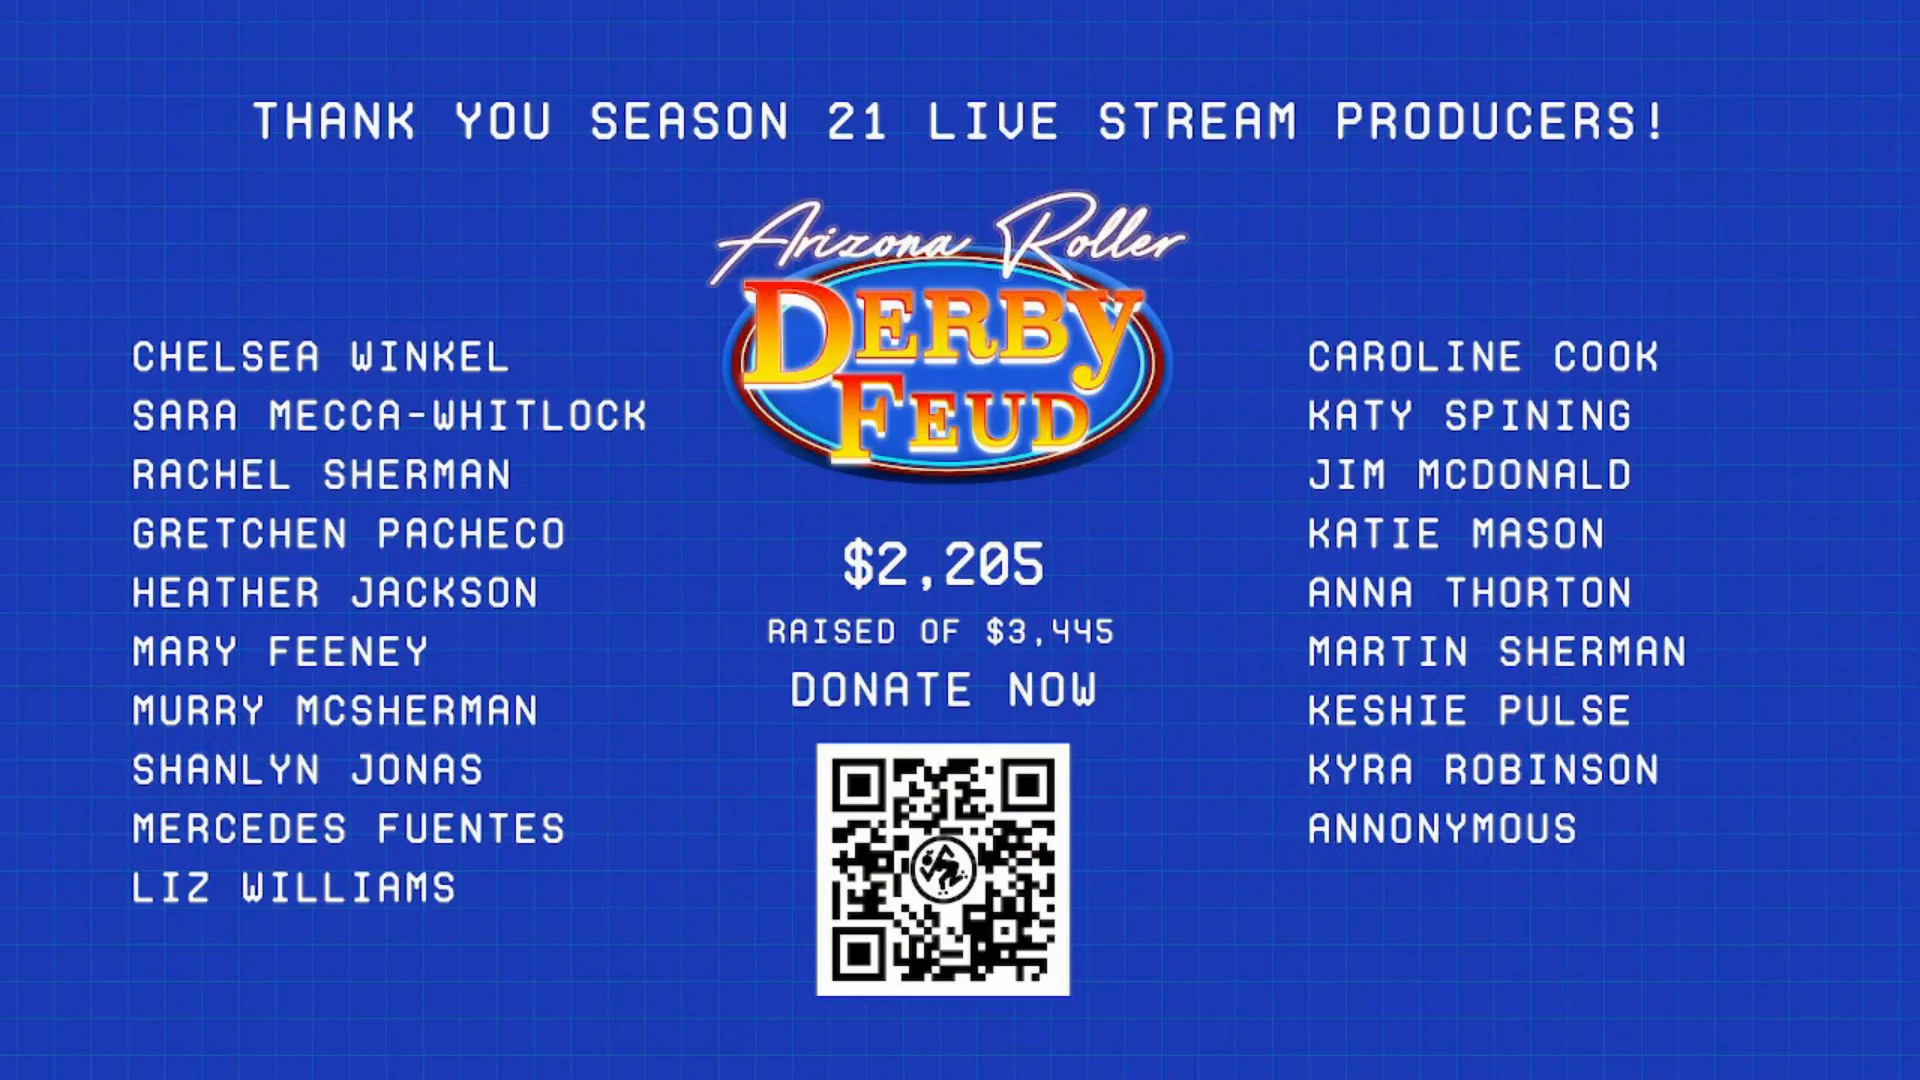 THANK YOU SEASON 21 LIVE STREAM PRODUCERS!
Arizona Roller
DERBY
FEUD
CHELSEA WINKEL
SARA MECCA-WHITLOCK
RACHEL SHERMAN
GRETCHEN PACHECO
HEATHER JACKSON
MARY FEENEY
MURRY MCSHERMAN
SHANLYN JONAS
MERCEDES FUENTES
LIZ WILLIAMS
$2,205
RAISED OF $3,445
DONATE NOW
CAROLINE COOK
KATY SPINING
JIM MCDONALD
KATIE MASON
ANNA THORTON
MARTIN SHERMAN
KESHIE PULSE
KYRA ROBINSON
ANNONYMOUS